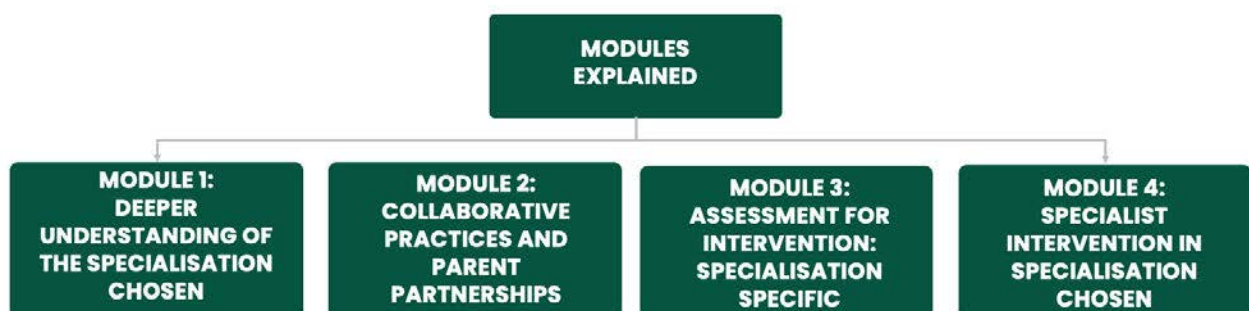 MODULES
EXPLAINED
MODULE 1:
DEEPER
UNDERSTANDING OF
THE SPECIALISATION
CHOSEN
MODULE 2:
COLLABORATIVE
PRACTICES AND
PARENT
PARTNERSHIPS
MODULE 3:
ASSESSMENT FOR
INTERVENTION:
SPECIALISATION
SPECIFIC
MODULE 4:
SPECIALIST
INTERVENTION IN
SPECIALISATION
CHOSEN